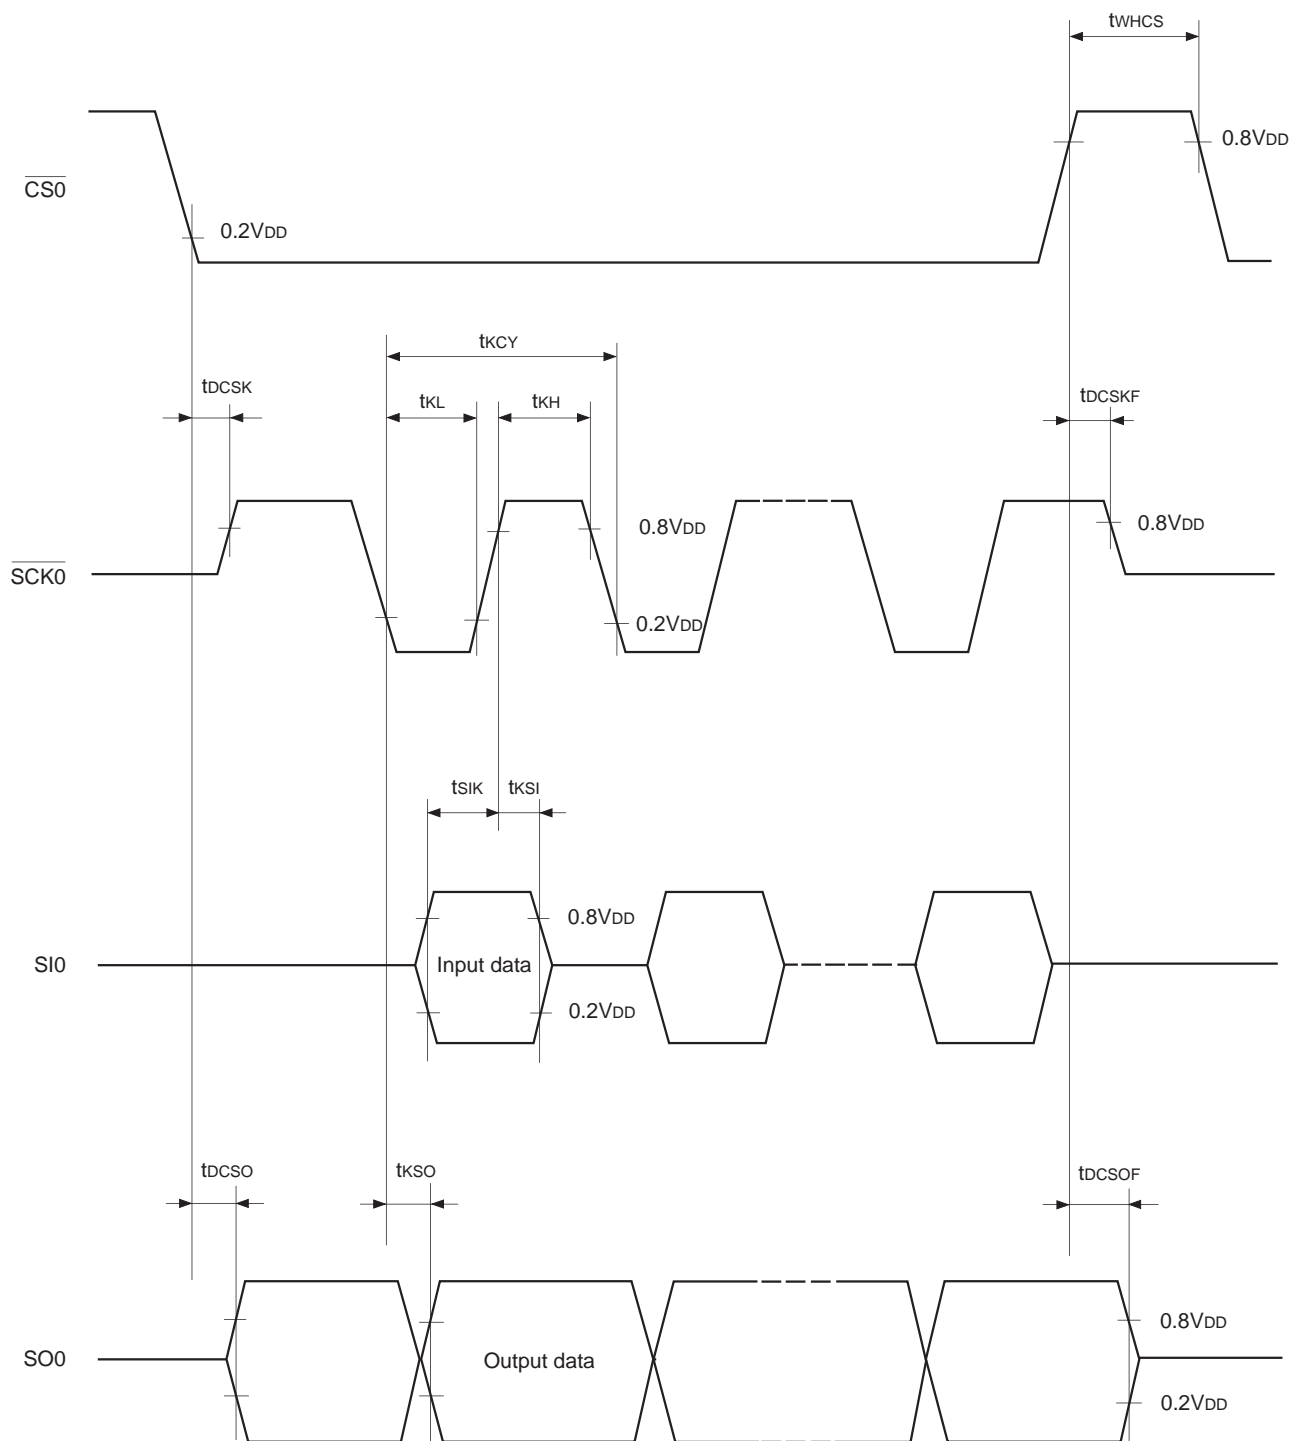 tWHCS
0.8VDD
CS0
0.2VDD
tKCY
tDCSK
tKL
tKH
tDCSKF
0.8VDD
0.8VDD
SCK0
0.2VDD
tSIK
tKSI
0.8VDD
SI0
Input data
0.2VDD
tDCSO
tKSO
tDCSOF
0.8VDD
SO0
Output data
0.2VDD